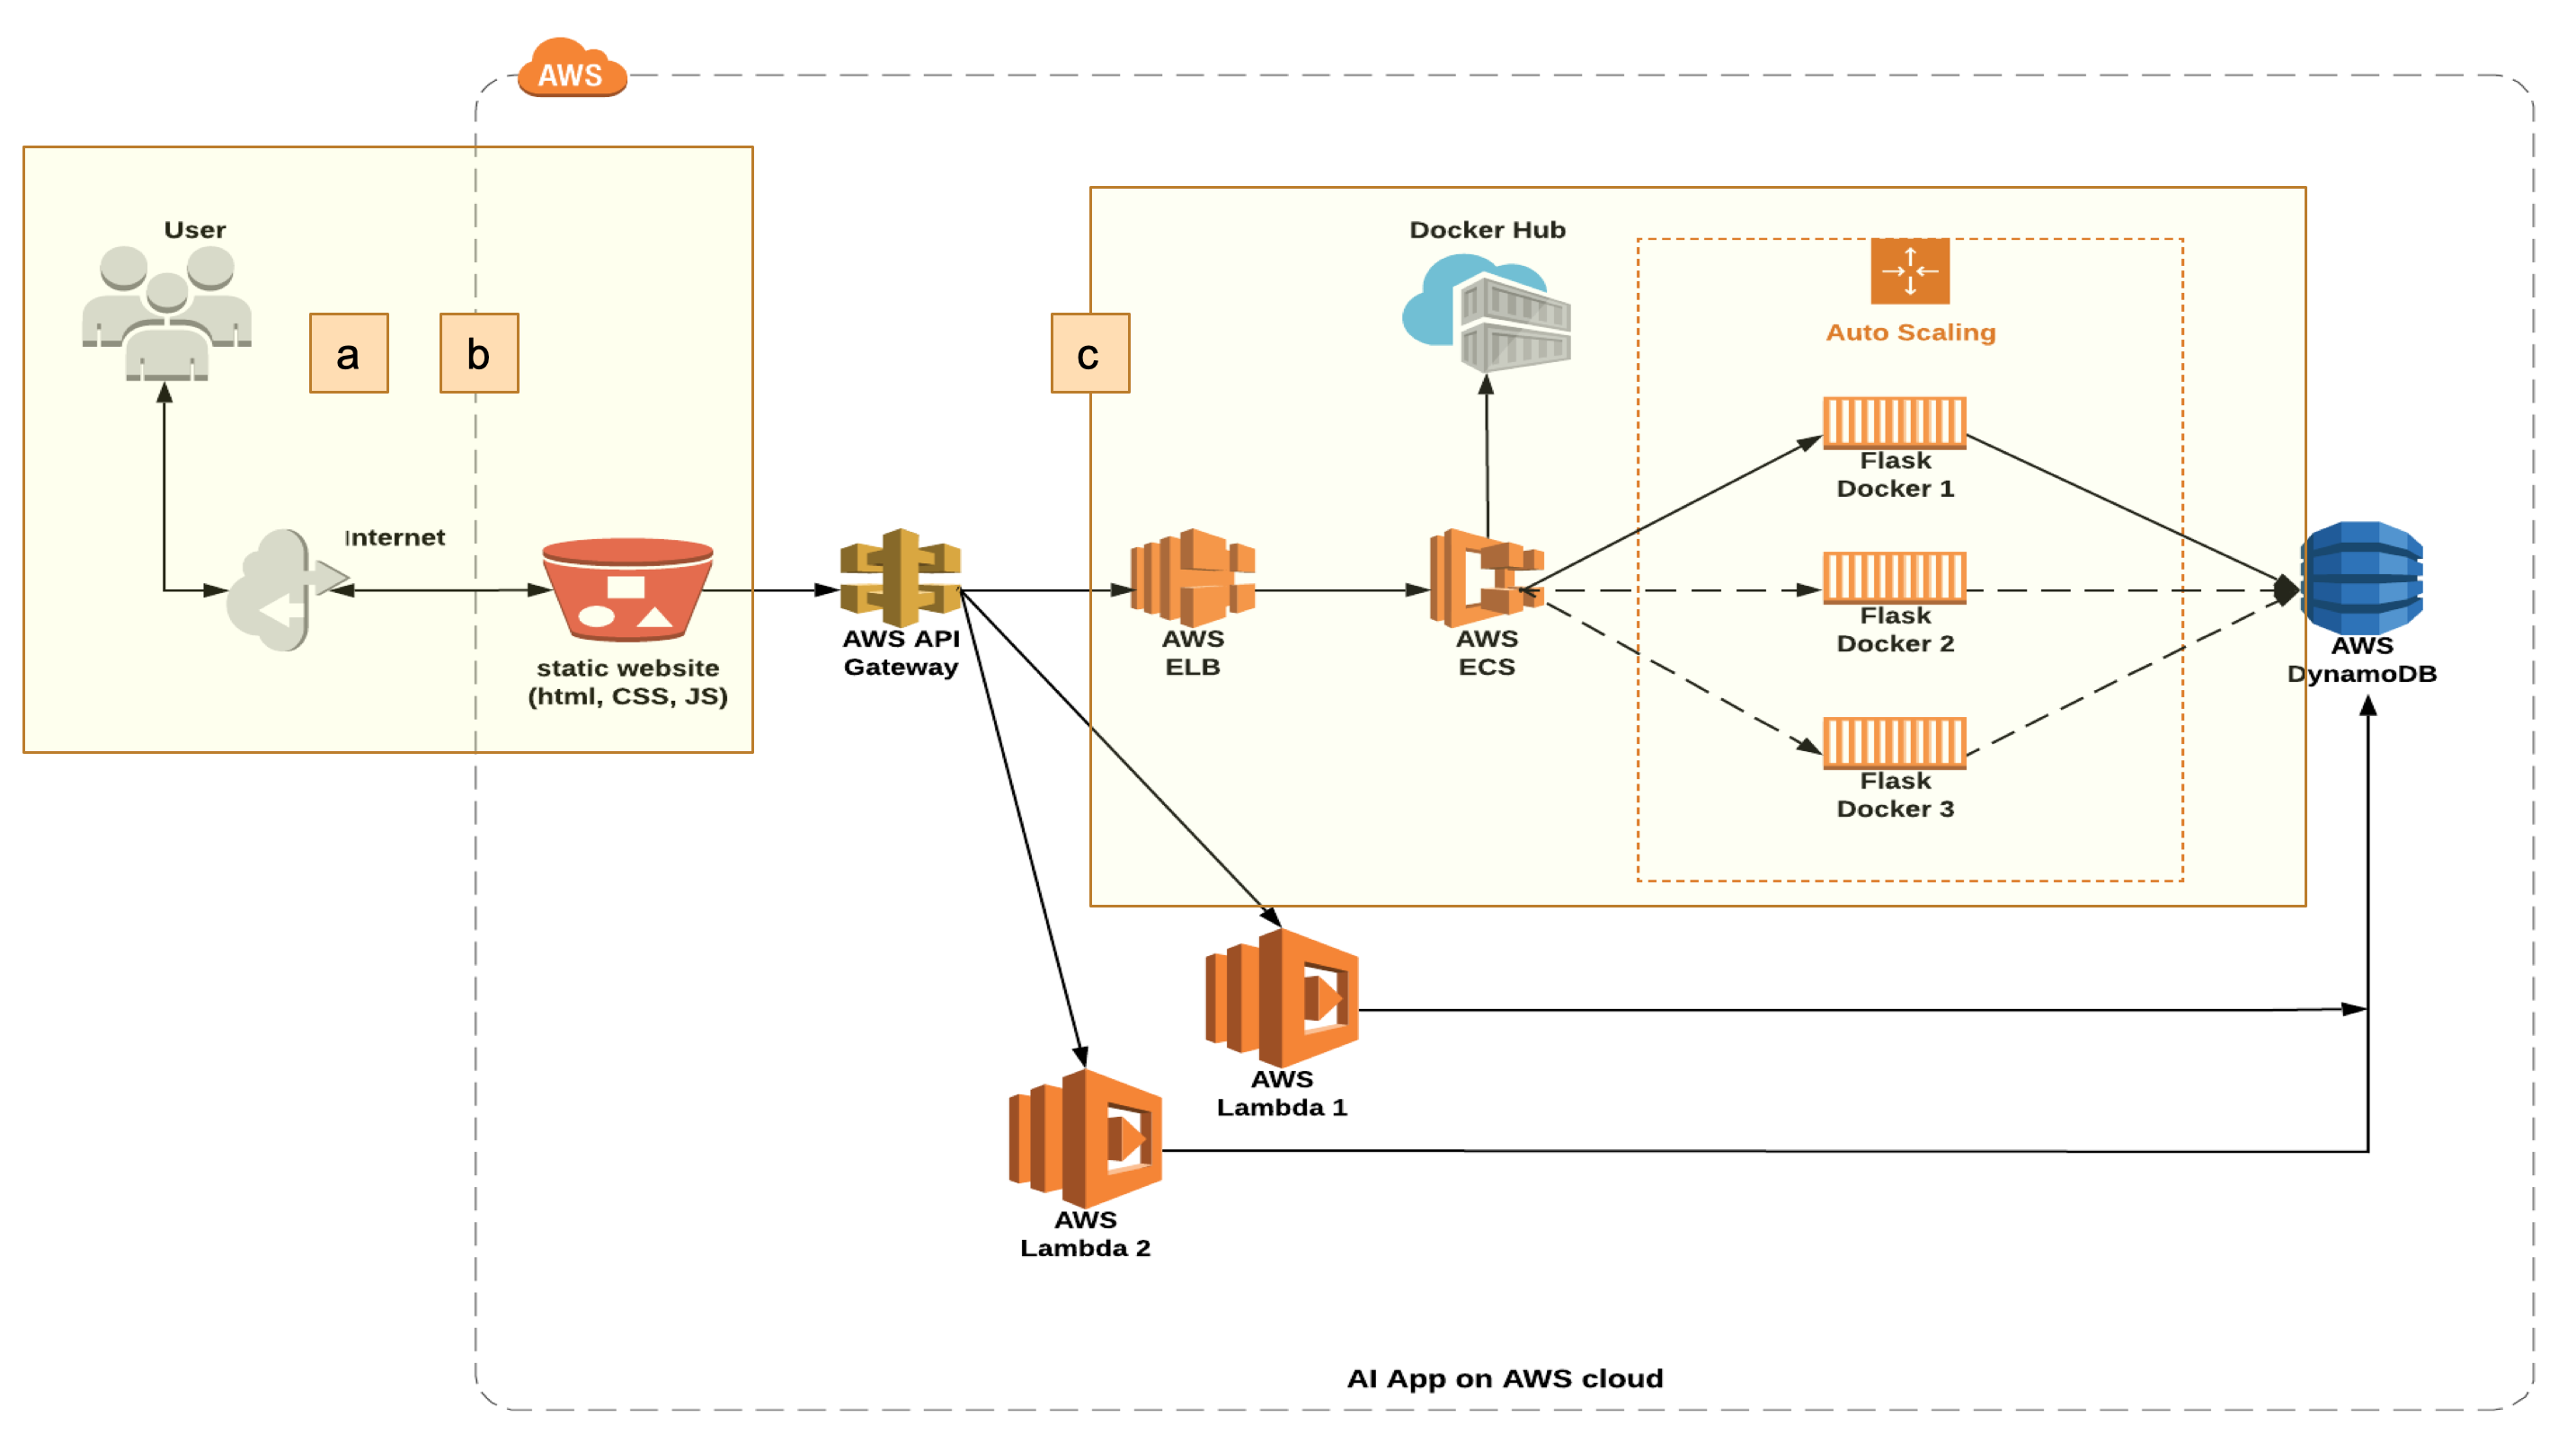 AWS
User
Docker Hub
Auto Scaling
a
b
c
Flask
Docker 1
Internet
Flask
Docker 2
AWS API
Gateway
AWS
ELB
AWS
ECS
AWS
DynamoDB
static website
(html, CSS, JS)
Flask
Docker 3
AWS
Lambda 1
AWS
Lambda 2
AI App on AWS cloud